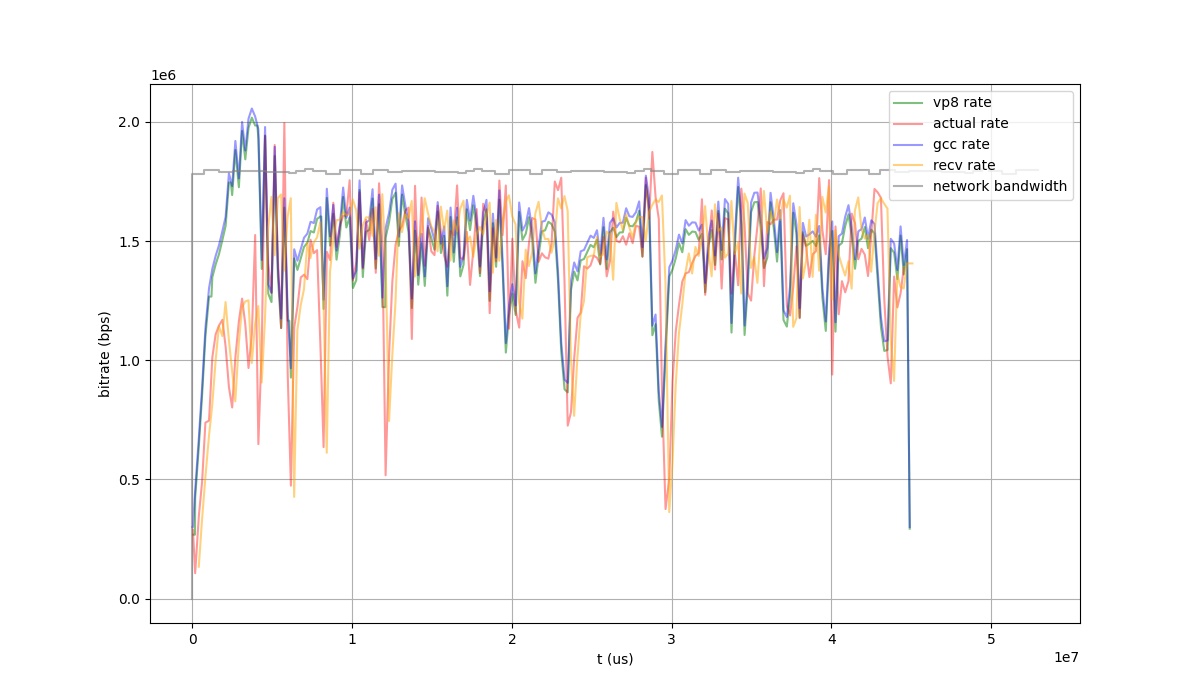 1e6
2.0
1.5
1.0
0.5
0.0
bitrate (bps)
vp8 rate
actual rate
gcc rate
recv rate
network bandwidth
0 1 2 3 4 5
t (us)
1e7